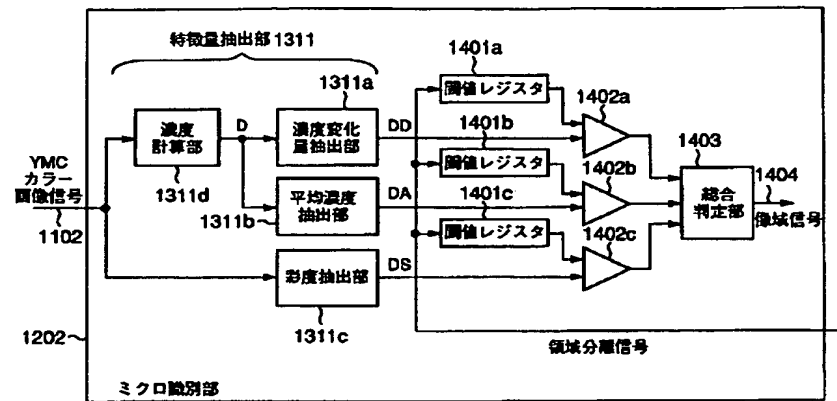 特徴量抽出部1311
1401a
閾値レジスタ
1311a
1402a
濃度
計算部
D
濃度変化
量抽出部
DD
1401b
閾値レジスタ
1403
YMC
カラー
画像信号
1311d
1402b
総合
判定部
1404
像域信号
1102
1311b
平均濃度
抽出部
DA
1401c
閾値レジスタ
1402c
彩度抽出部
DS
1311c
1202
領域分離信号
ミクロ識別部